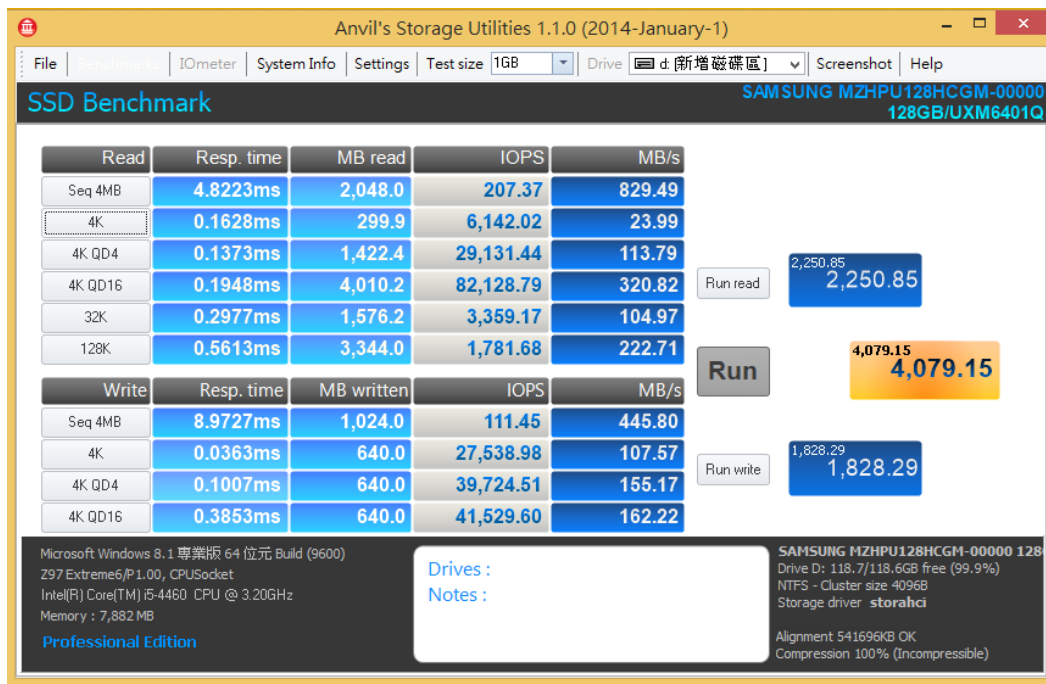 Anvil's Storage Utilities 1.1.0 (2014-January-1)
File Benchmarks IOmeter System Info Settings Test size 1GB Drive d: [新增磁碟區] Screenshot Help
SSD Benchmark
SAMSUNG MZHPU128HCGM-00000
128GB/UXM6401Q
Read Resp. time MB read IOPS MB/s
Seq 4MB 4.8223ms 2,048.0 207.37 829.49
4K 0.1628ms 299.9 6,142.02 23.99
4K QD4 0.1373ms 1,422.4 29,131.44 113.79
4K QD16 0.1948ms 4,010.2 82,128.79 320.82
32K 0.2977ms 1,576.2 3,359.17 104.97
128K 0.5613ms 3,344.0 1,781.68 222.71
Run read
2,250.85
2,250.85
Run
4,079.15
4,079.15
Write Resp. time MB written IOPS MB/s
Seq 4MB 8.9727ms 1,024.0 111.45 445.80
4K 0.0363ms 640.0 27,538.98 107.57
4K QD4 0.1007ms 640.0 39,724.51 155.17
4K QD16 0.3853ms 640.0 41,529.60 162.22
Run write
1,828.29
1,828.29
Microsoft Windows 8.1 專業版 64 位元 Build (9600)
Z97 Extreme6/P1.00, CPUSocket
Intel(R) Core(TM) i5-4460 CPU @ 3.20GHz
Memory : 7,882 MB
Professional Edition
Drives :
Notes :
SAMSUNG MZHPU128HCGM-00000 128
Drive D: 118.7/118.6GB free (99.9%)
NTFS - Cluster size 4096B
Storage driver storahci
Alignment 541696KB OK
Compression 100% (Incompressible)